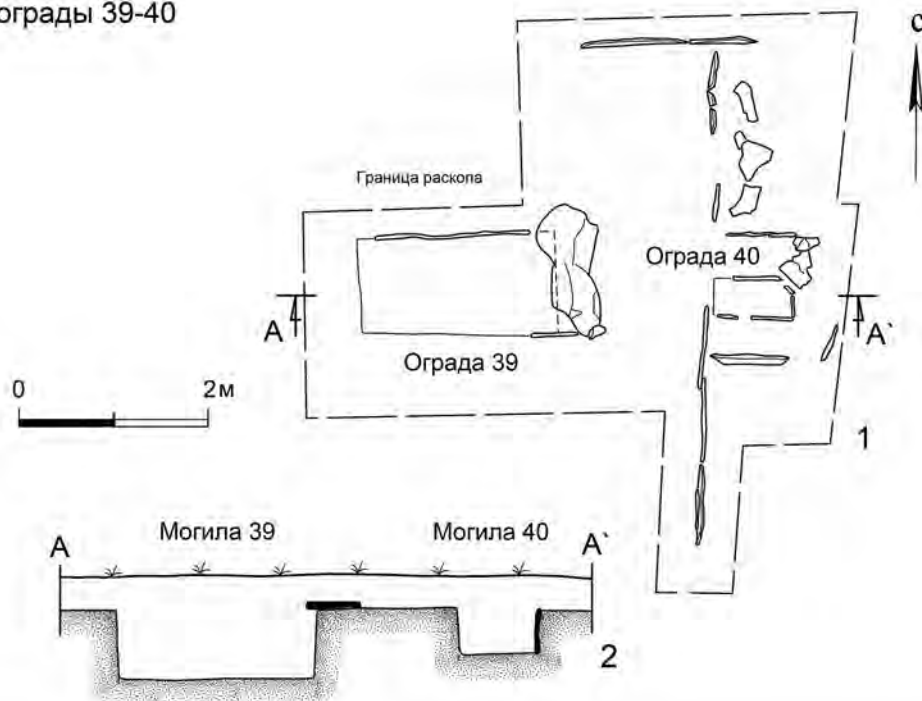 ограды 39-40
С
Граница раскопа
Ограда 40
А А`
Ограда 39
0 2м
1
Могила 39 Могила 40
А А`
2